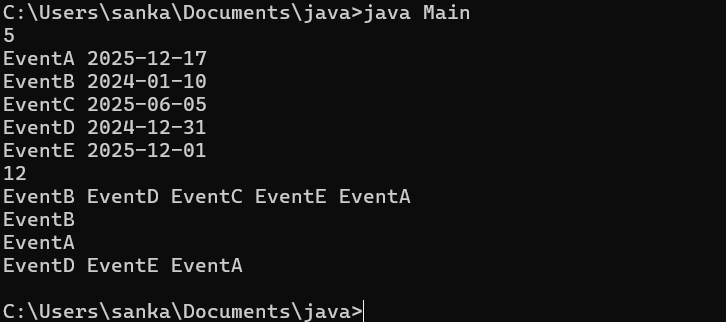 C:\Users\sanka\Documents\java>java Main
5
EventA 2025-12-17
EventB 2024-01-10
EventC 2025-06-05
EventD 2024-12-31
EventE 2025-12-01
12
EventB EventD EventC EventE EventA
EventB
EventA
EventD EventE EventA
C:\Users\sanka\Documents\java>